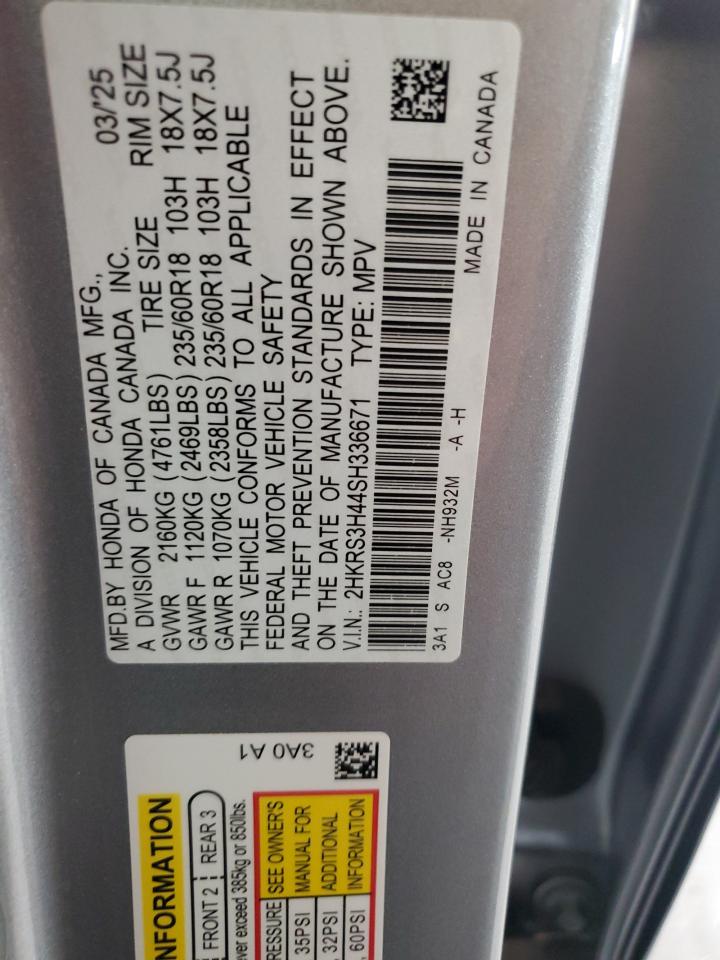 MFD.BY HONDA OF CANADA MFG., 03/'25
A DIVISION OF HONDA CANADA INC.
GVWR 2160KG (4761LBS) TIRE SIZE RIM SIZE
GAWR F 1120KG (2469LBS) 235/60R18 103H 18X7.5J
GAWR R 1070KG (2358LBS) 235/60R18 103H 18X7.5J
THIS VEHICLE CONFORMS TO ALL APPLICABLE
FEDERAL MOTOR VEHICLE SAFETY
AND THEFT PREVENTION STANDARDS IN EFFECT
ON THE DATE OF MANUFACTURE SHOWN ABOVE.
V.I.N.: 2HKRS3H44SH336671 TYPE: MPV
3A1 S AC8 -NH932M -A -H
MADE IN CANADA
3A0 A1
INFORMATION
FRONT 2 REAR 3
exceed 385kg or 850lbs.
PRESSURE SEE OWNER'S
35PSI MANUAL FOR
32PSI ADDITIONAL
60PSI INFORMATION